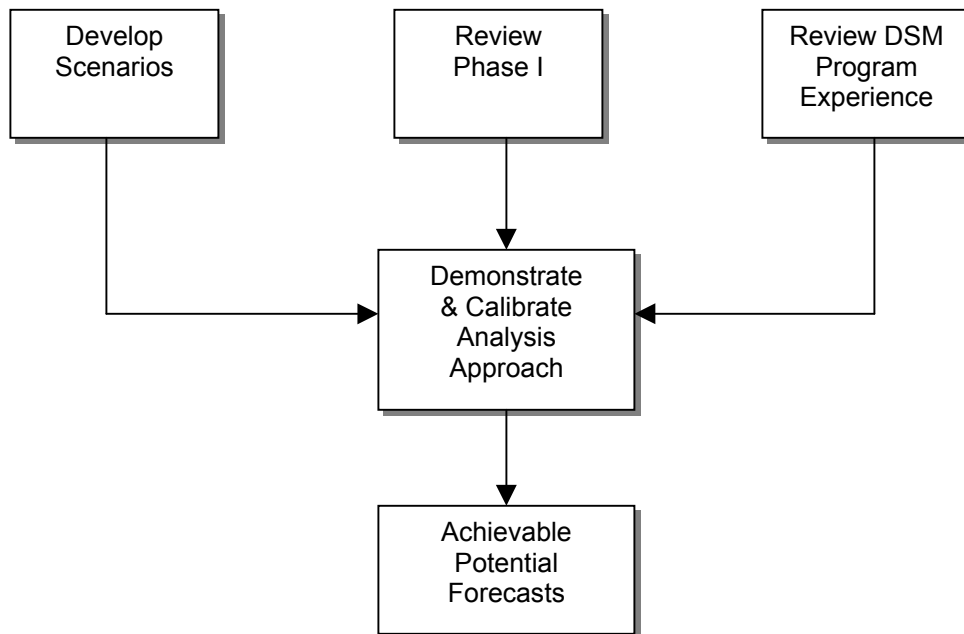 Develop
Scenarios
Review
Phase I
Review DSM
Program
Experience
Demonstrate
& Calibrate
Analysis
Approach
Achievable
Potential
Forecasts